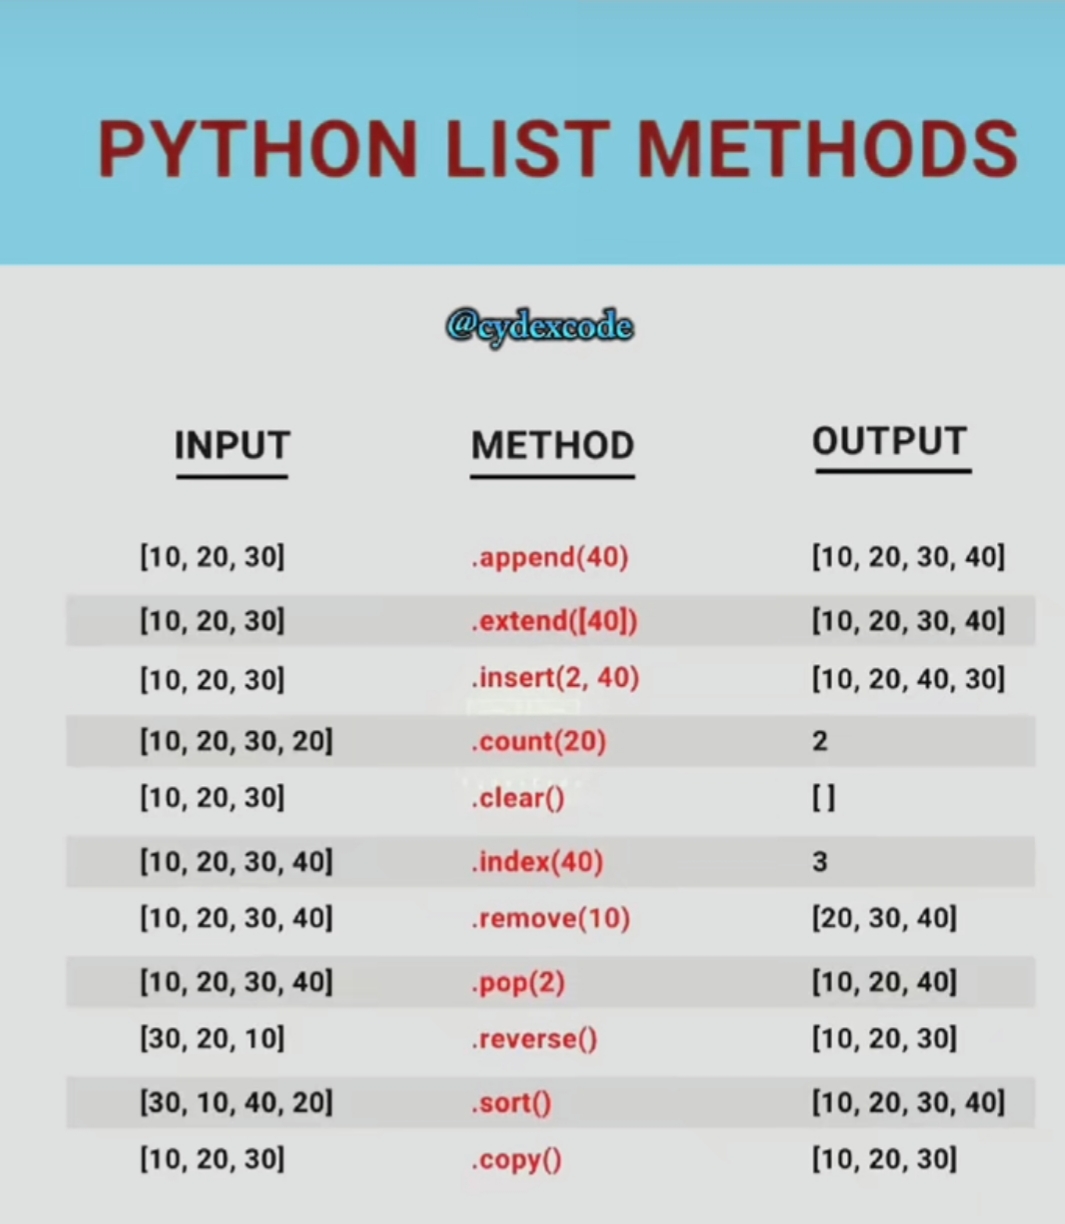 PYTHON LIST METHODS
@cydexcode
INPUT METHOD OUTPUT
[10, 20, 30] .append(40) [10, 20, 30, 40]
[10, 20, 30] .extend([40]) [10, 20, 30, 40]
[10, 20, 30] .insert(2, 40) [10, 20, 40, 30]
[10, 20, 30, 20] .count(20) 2
[10, 20, 30] .clear() [ ]
[10, 20, 30, 40] .index(40) 3
[10, 20, 30, 40] .remove(10) [20, 30, 40]
[10, 20, 30, 40] .pop(2) [10, 20, 40]
[30, 20, 10] .reverse() [10, 20, 30]
[30, 10, 40, 20] .sort() [10, 20, 30, 40]
[10, 20, 30] .copy() [10, 20, 30]